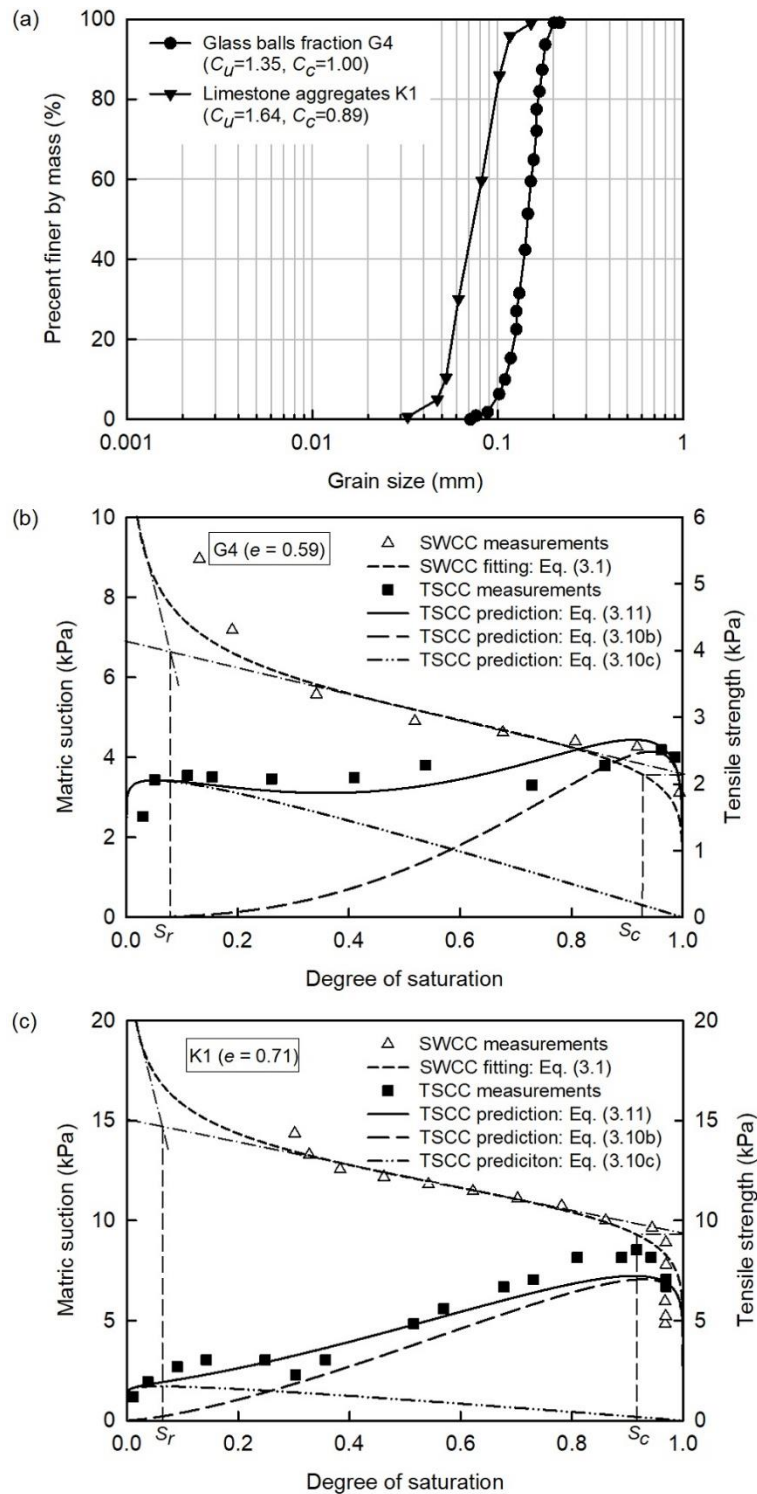 (a)
Glass balls fraction G4
(Cu=1.35, Cc=1.00)
Limestone aggregates K1
(Cu=1.64, Cc=0.89)
100
80
60
40
20
0
Precent finer by mass (%)
0.001 0.01 0.1 1
Grain size (mm)
(b)
G4 (e = 0.59)
SWCC measurements
SWCC fitting: Eq. (3.1)
TSCC measurements
TSCC prediction: Eq. (3.11)
TSCC prediction: Eq. (3.10b)
TSCC prediction: Eq. (3.10c)
10
8
6
4
2
0
Matric suction (kPa)
6
5
4
3
2
1
0
Tensile strength (kPa)
0.0 Sr 0.2 0.4 0.6 0.8 Sc 1.0
Degree of saturation
(c)
K1 (e = 0.71)
SWCC measurements
SWCC fitting: Eq. (3.1)
TSCC measurements
TSCC prediction: Eq. (3.11)
TSCC prediction: Eq. (3.10b)
TSCC prediciton: Eq. (3.10c)
20
15
10
5
0
Matric suction (kPa)
20
15
10
5
0
Tensile strength (kPa)
0.0 Sr 0.2 0.4 0.6 0.8 Sc 1.0
Degree of saturation